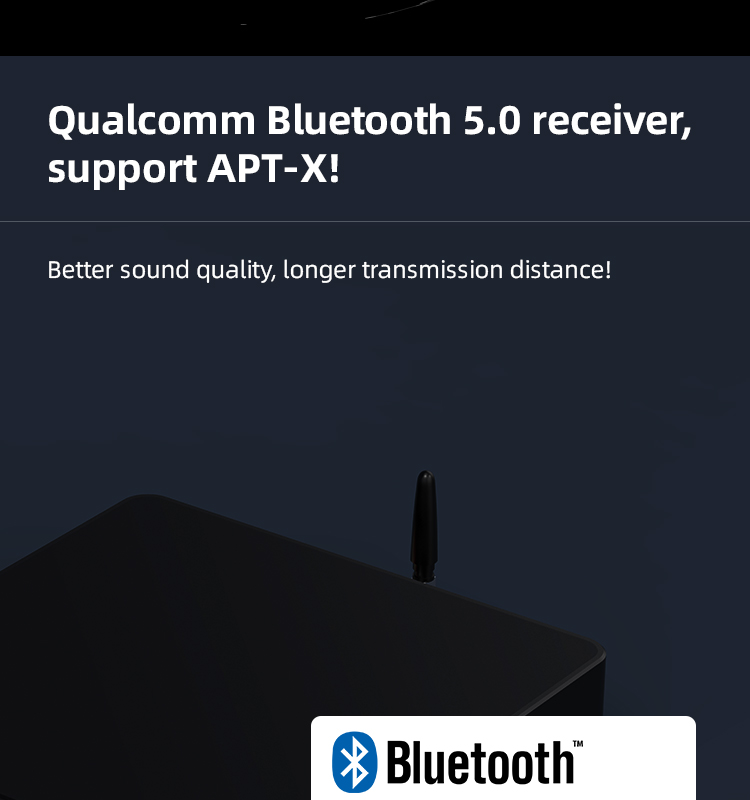 Qualcomm Bluetooth 5.0 receiver,
support APT-X!
Better sound quality, longer transmission distance!
Bluetooth™